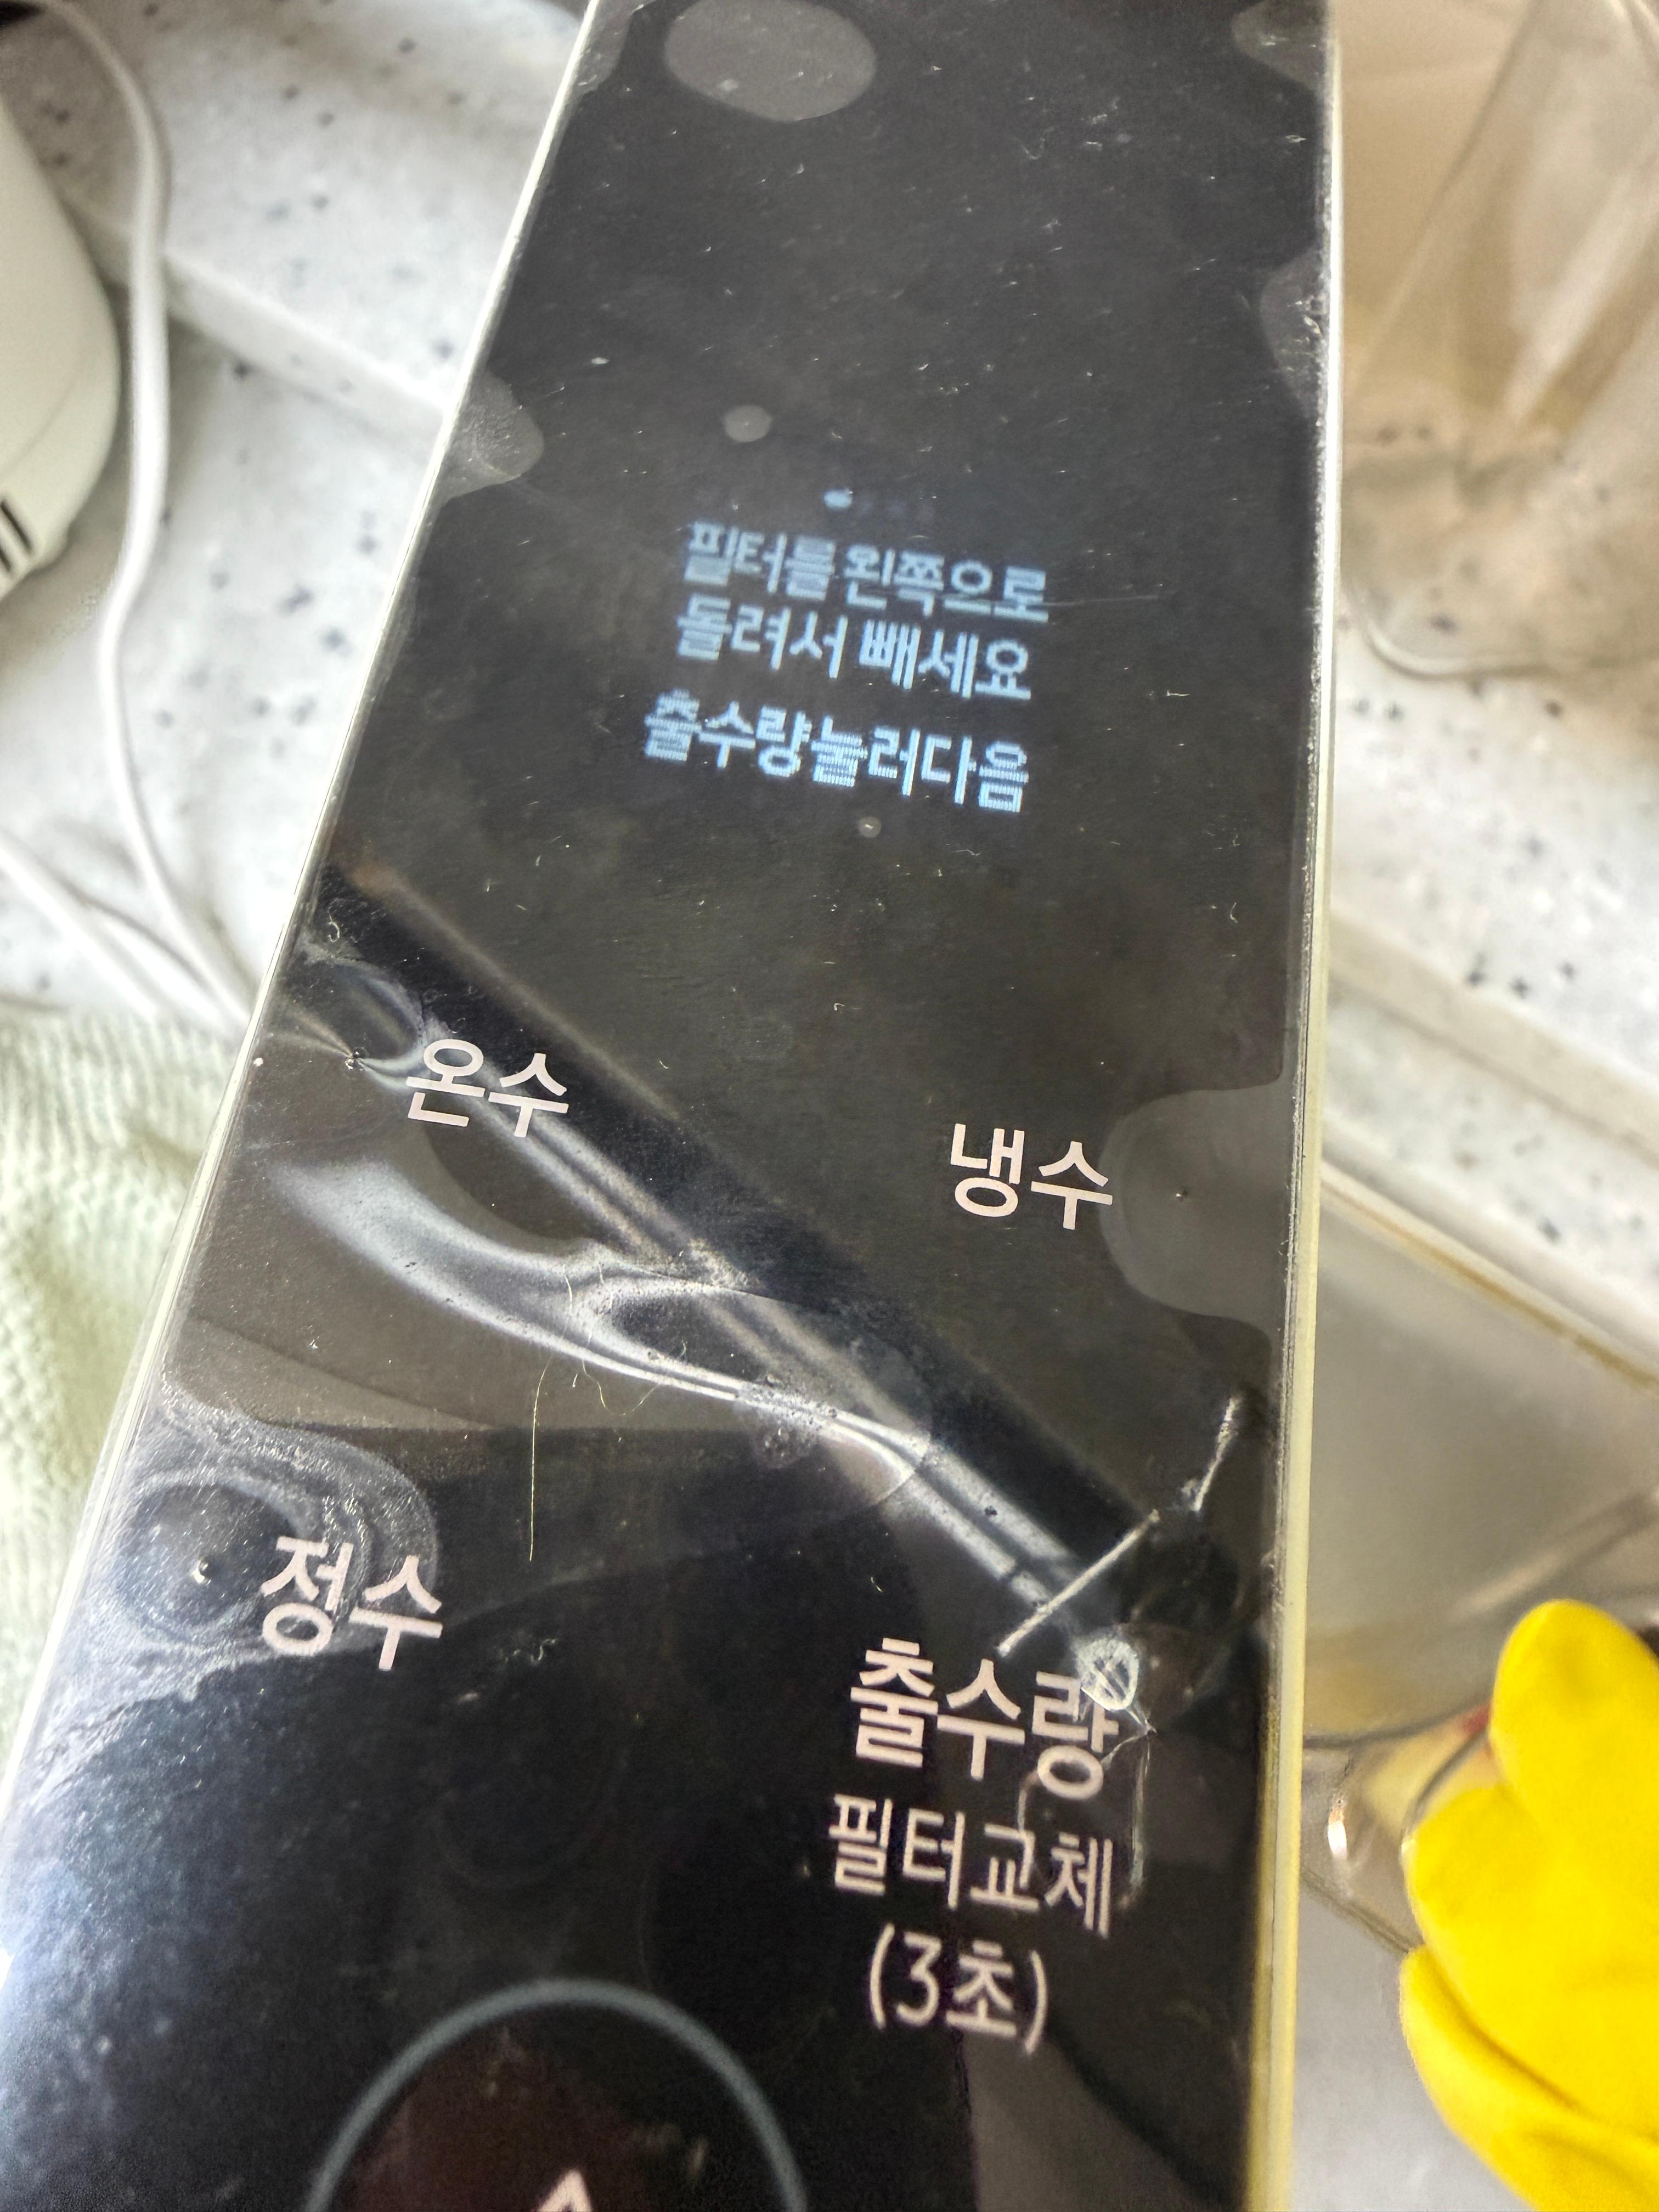 필터를 왼쪽으로
돌려서 빼세요
출수량 눌러 다음
온수
냉수
정수
출수량
필터교체
(3초)